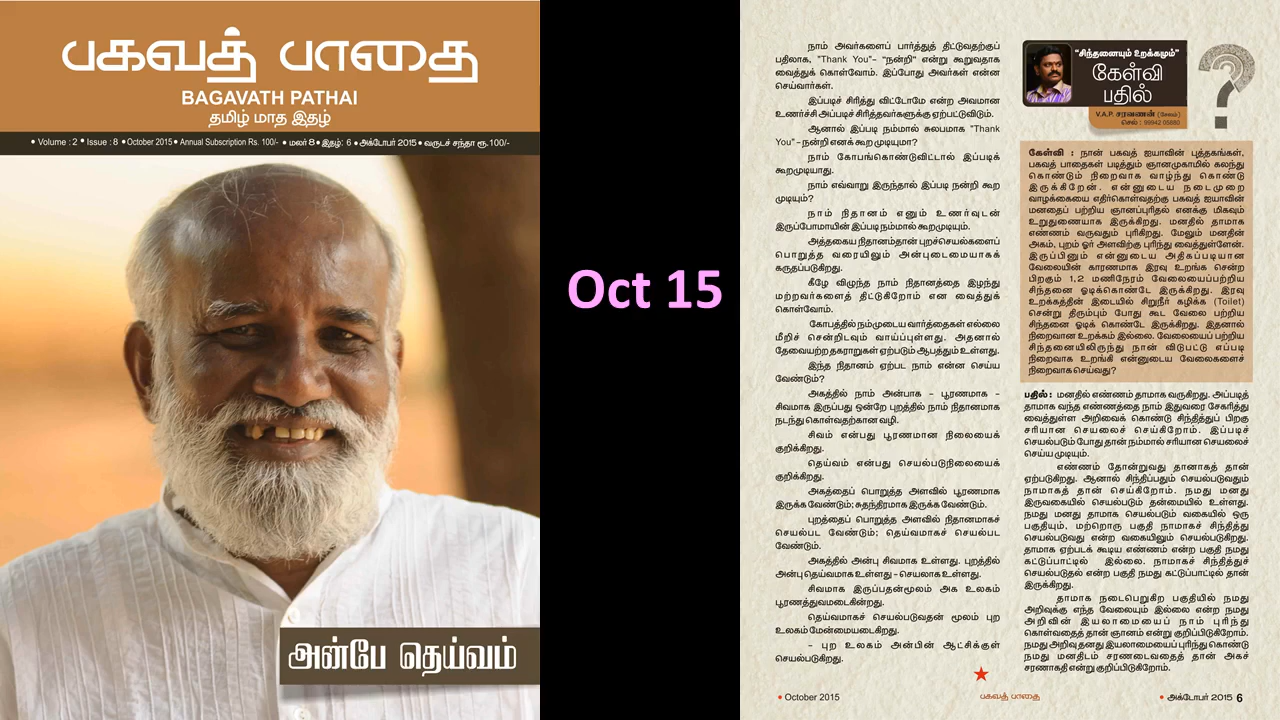 பகவத் பாதை
BAGAVATH PATHAI
தமிழ் மாத இதழ்
• Volume : 2 • Issue : 8 • October 2015 • Annual Subscription Rs. 100/- • மலர் 8 • இதழ்: 6 • அக்டோபர் 2015 • வருடச் சந்தா ரூ.100/-
அன்பே தெய்வம்
Oct 15
நாம் அவர்களைப் பார்த்துத் திட்டுவதற்குப்
பதிலாக, "Thank You"– "நன்றி" என்று கூறுவதாக
வைத்துக் கொள்வோம். இப்போது அவர்கள் என்ன
செய்வார்கள்.
இப்படிச் சிரித்து விட்டோமே என்ற அவமான
உணர்ச்சி அப்படிச் சிரித்தவர்களுக்கு ஏற்பட்டுவிடும்.
ஆனால் இப்படி நம்மால் சுலபமாக "Thank
You" – நன்றி எனக் கூற முடியுமா?
நாம் கோபங்கொண்டுவிட்டால் இப்படிக்
கூறமுடியாது.
நாம் எவ்வாறு இருந்தால் இப்படி நன்றி கூற
முடியும்?
நாம் நிதானம் எனும் உணர்வுடன்
இருப்போமாயின் இப்படி நம்மால் கூறமுடியும்.
அத்தகைய நிதானம்தான் புறச்செயல்களைப்
பொறுத்த வரையிலும் அன்புடைமையாகக்
கருதப்படுகிறது.
கீழே விழுந்த நாம் நிதானத்தை இழந்து
மற்றவர்களைத் திட்டுகிறோம் என வைத்துக்
கொள்வோம்.
கோபத்தில் நம்முடைய வார்த்தைகள் எல்லை
மீறிச் சென்றிடவும் வாய்ப்புள்ளது. அதனால்
தேவையற்ற தகராறுகள் ஏற்படும் ஆபத்தும் உள்ளது.
இந்த நிதானம் ஏற்பட நாம் என்ன செய்ய
வேண்டும்?
அகத்தில் நாம் அன்பாக – பூரணமாக –
சிவமாக இருப்பது ஒன்றே புறத்தில் நாம் நிதானமாக
நடந்து கொள்வதற்கான வழி.
சிவம் என்பது பூரணமான நிலையைக்
குறிக்கிறது.
தெய்வம் என்பது செயல்படுநிலையைக்
குறிக்கிறது.
அகத்தைப் பொறுத்த அளவில் பூரணமாக
இருக்க வேண்டும்; சுதந்திரமாக இருக்க வேண்டும்.
புறத்தைப் பொறுத்த அளவில் நிதானமாகச்
செயல்பட வேண்டும்; தெய்வமாகச் செயல்பட
வேண்டும்.
அகத்தில் அன்பு சிவமாக உள்ளது. புறத்தில்
அன்பு தெய்வமாக உள்ளது – செயலாக உள்ளது.
சிவமாக இருப்பதன்மூலம் அக உலகம்
பூரணத்துவமடைகின்றது.
தெய்வமாகச் செயல்படுவதன் மூலம் புற
உலகம் மேன்மையடைகிறது.
– புற உலகம் அன்பின் ஆட்சிக்குள்
செயல்படுகிறது.
"சிந்தனையும் உறக்கமும்"
கேள்வி
பதில்
?
V.A.P. சரவணன் (சேலம்)
செல் : 99942 05880
கேள்வி : நான் பகவத் ஐயாவின் புத்தகங்கள்,
பகவத் பாதைகள் படித்தும் ஞானமுகாமில் கலந்து
கொண்டும் நிறைவாக வாழ்ந்து கொண்டு
இருக்கிறேன். என்னுடைய நடைமுறை
வாழ்க்கையை எதிர்கொள்வதற்கு பகவத் ஐயாவின்
மனதைப் பற்றிய ஞானப்புரிதல் எனக்கு மிகவும்
உறுதுணையாக இருக்கிறது. மனதில் தாமாக
எண்ணம் வருவதும் புரிகிறது. மேலும் மனதின்
அகம், புறம் ஓர் அளவிற்கு புரிந்து வைத்துள்ளேன்.
இருப்பினும் என்னுடைய அதிகப்படியான
வேலையின் காரணமாக இரவு உறங்க சென்ற
பிறகும் 1,2 மணிநேரம் வேலையைப்பற்றிய
சிந்தனை ஓடிக்கொண்டே இருக்கிறது. இரவு
உறக்கத்தின் இடையில் சிறுநீர் கழிக்க (Toilet)
சென்று திரும்பும் போது கூட வேலை பற்றிய
சிந்தனை ஓடிக் கொண்டே இருக்கிறது. இதனால்
நிறைவான உறக்கம் இல்லை. வேலையைப் பற்றிய
சிந்தனையிலிருந்து நான் விடுபட்டு எப்படி
நிறைவாக உறங்கி என்னுடைய வேலைகளைச்
நிறைவாக செய்வது?
பதில் : மனதில் எண்ணம் தாமாக வருகிறது. அப்படித்
தாமாக வந்த எண்ணத்தை நாம் இதுவரை சேகரித்து
வைத்துள்ள அறிவைக் கொண்டு சிந்தித்துப் பிறகு
சரியான செயலைச் செய்கிறோம். இப்படிச்
செயல்படும் போது தான் நம்மால் சரியான செயலைச்
செய்ய முடியும்.
எண்ணம் தோன்றுவது தானாகத் தான்
ஏற்படுகிறது. ஆனால் சிந்திப்பதும் செயல்படுவதும்
நாமாகத் தான் செய்கிறோம். நமது மனது
இருவகையில் செயல்படும் தன்மையில் உள்ளது.
நமது மனது தாமாக செயல்படும் வகையில் ஒரு
பகுதியும், மற்றொரு பகுதி நாமாகச் சிந்தித்து
செயல்படுவது என்ற வகையிலும் செயல்படுகிறது.
தாமாக ஏற்படக் கூடிய எண்ணம் என்ற பகுதி நமது
கட்டுப்பாட்டில் இல்லை. நாமாகச் சிந்தித்துச்
செயல்படுதல் என்ற பகுதி நமது கட்டுப்பாட்டில் தான்
இருக்கிறது.
தாமாக நடைபெறுகிற பகுதியில் நமது
அறிவுக்கு எந்த வேலையும் இல்லை என்ற நமது
அறிவின் இயலாமையைப் நாம் புரிந்து
கொள்வதைத் தான் ஞானம் என்று குறிப்பிடுகிறோம்.
நமது அறிவு தனது இயலாமையைப் புரிந்து கொண்டு
நமது மனதிடம் சரணடைவதைத் தான் அகச்
சரணாகதி என்று குறிப்பிடுகிறோம்.
• October 2015
பகவத் பாதை
• அக்டோபர் 2015 6